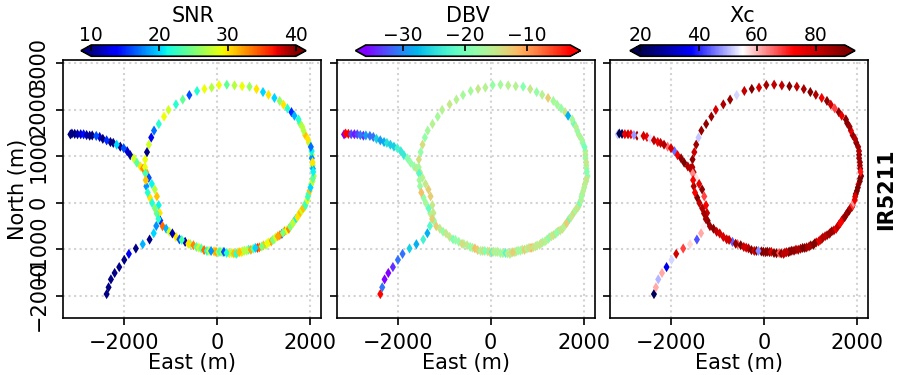 SNR
DBV
Xc
10 20 30 40
−30 −20 −10
20 40 60 80
3000
2000
1000
0
−1000
−2000
North (m)
IR5211
−2000 0 2000
−2000 0 2000
−2000 0 2000
East (m)
East (m)
East (m)